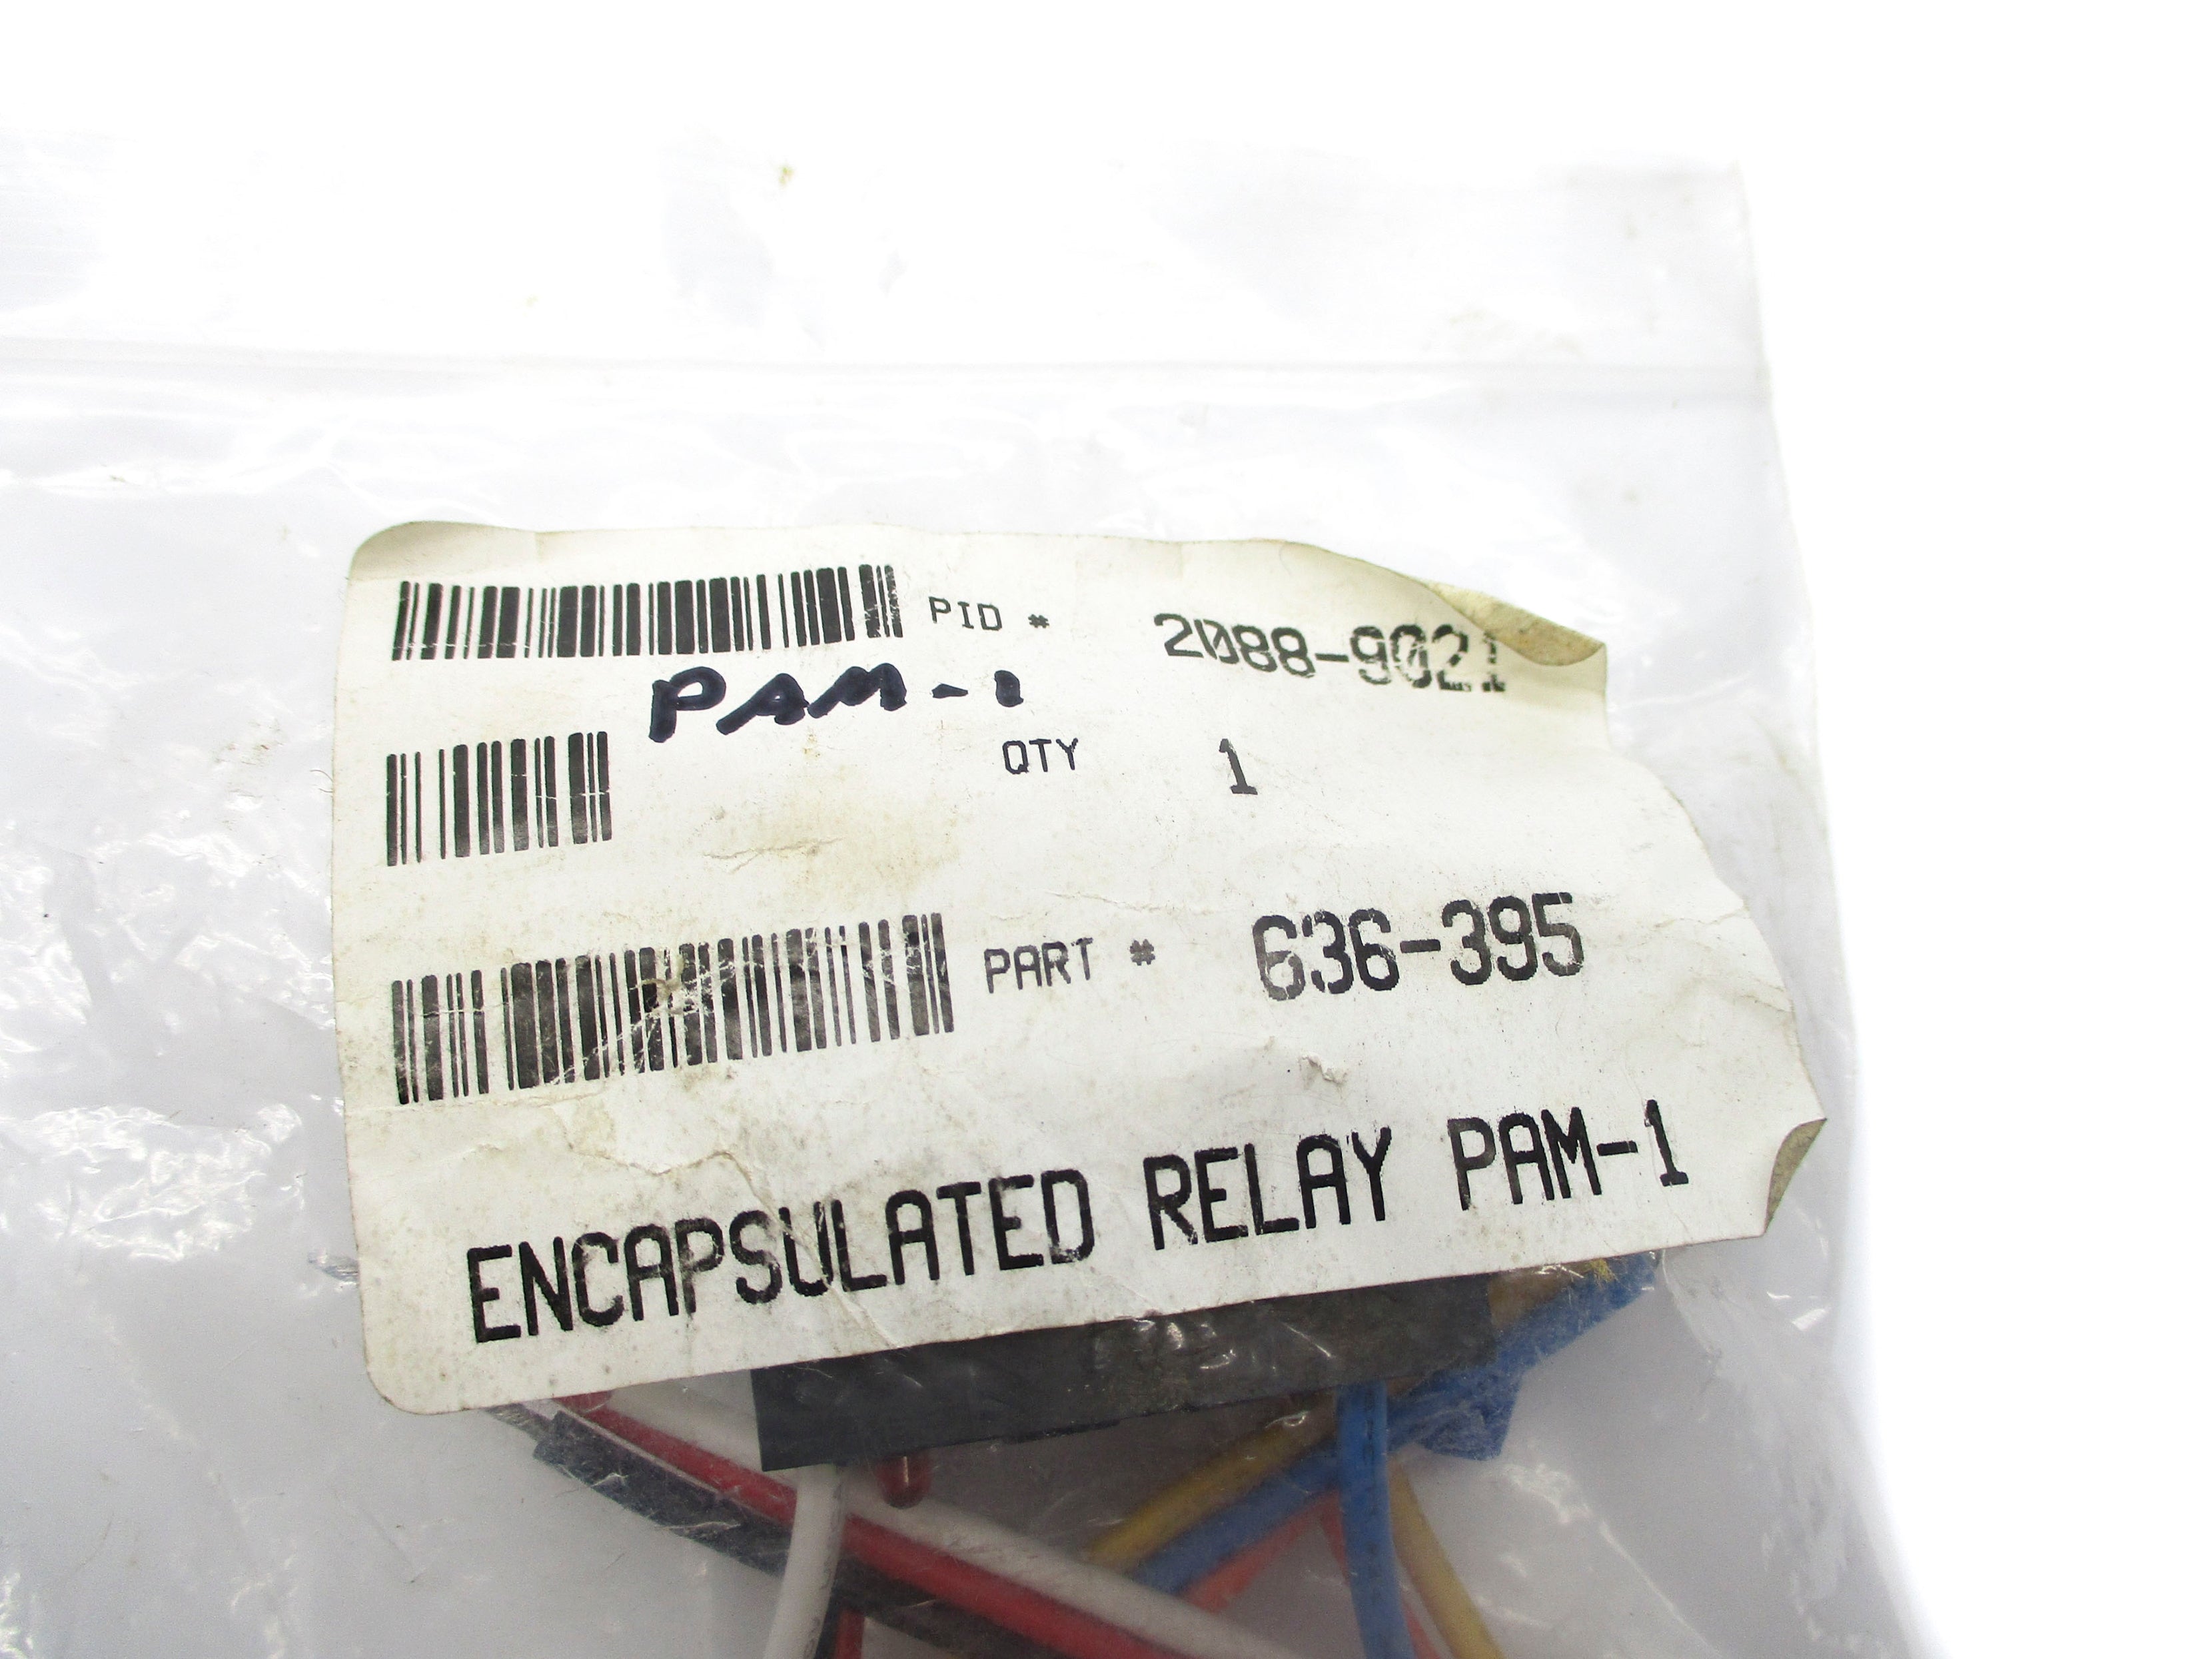 PID # 2088-9021
PAM-1
QTY 1
PART # 636-395
ENCAPSULATED RELAY PAM-1